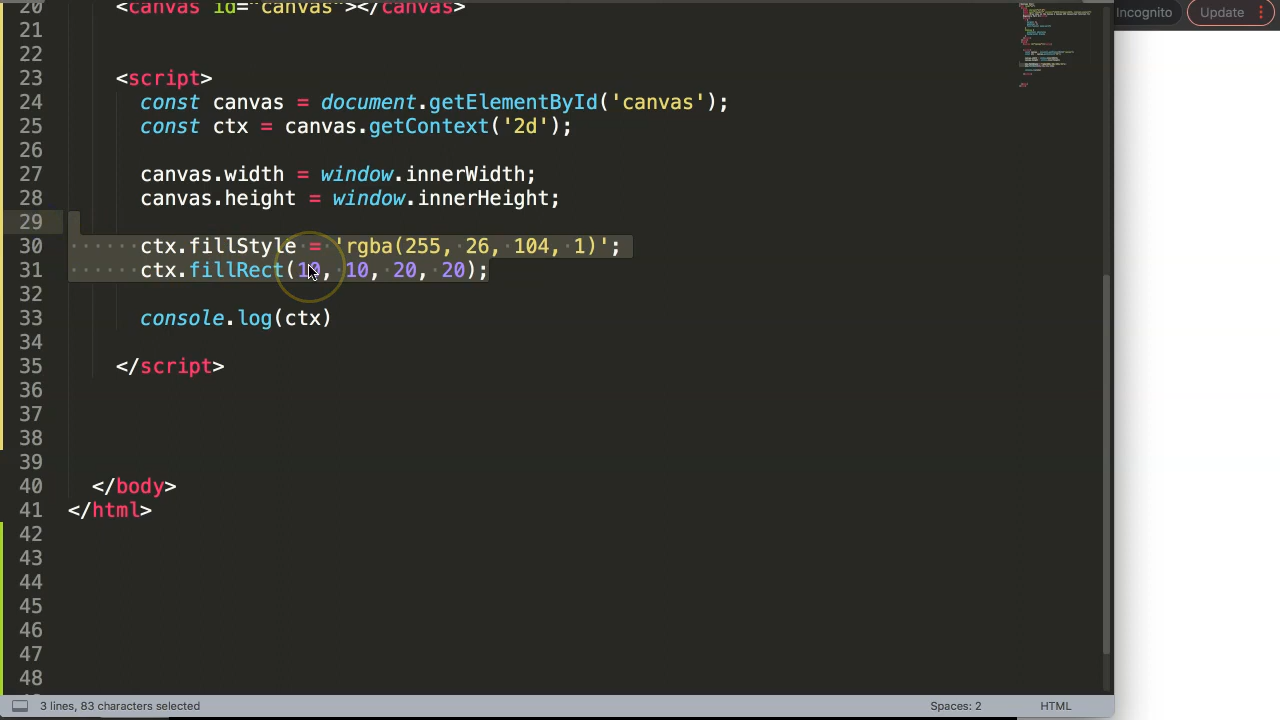 20 <canvas id="canvas"></canvas>
21
22
23 <script>
24 const canvas = document.getElementById('canvas');
25 const ctx = canvas.getContext('2d');
26
27 canvas.width = window.innerWidth;
28 canvas.height = window.innerHeight;
29
30 ctx.fillStyle = 'rgba(255, 26, 104, 1)';
31 ctx.fillRect(10, 10, 20, 20);
32
33 console.log(ctx)
34
35 </script>
36
37
38
39
40 </body>
41 </html>
42
43
44
45
46
47
48
Incognito Update
3 lines, 83 characters selected Spaces: 2 HTML